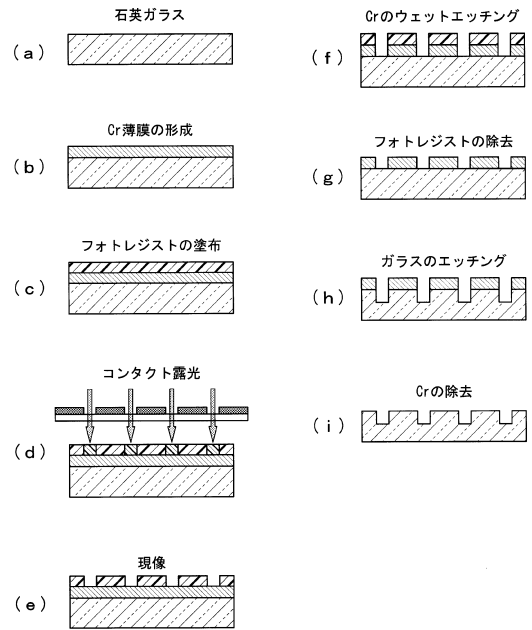 石英ガラス
(a)
Cr薄膜の形成
(b)
フォトレジストの塗布
(c)
コンタクト露光
(d)
現像
(e)
Crのウェットエッチング
(f)
フォトレジストの除去
(g)
ガラスのエッチング
(h)
Crの除去
(i)